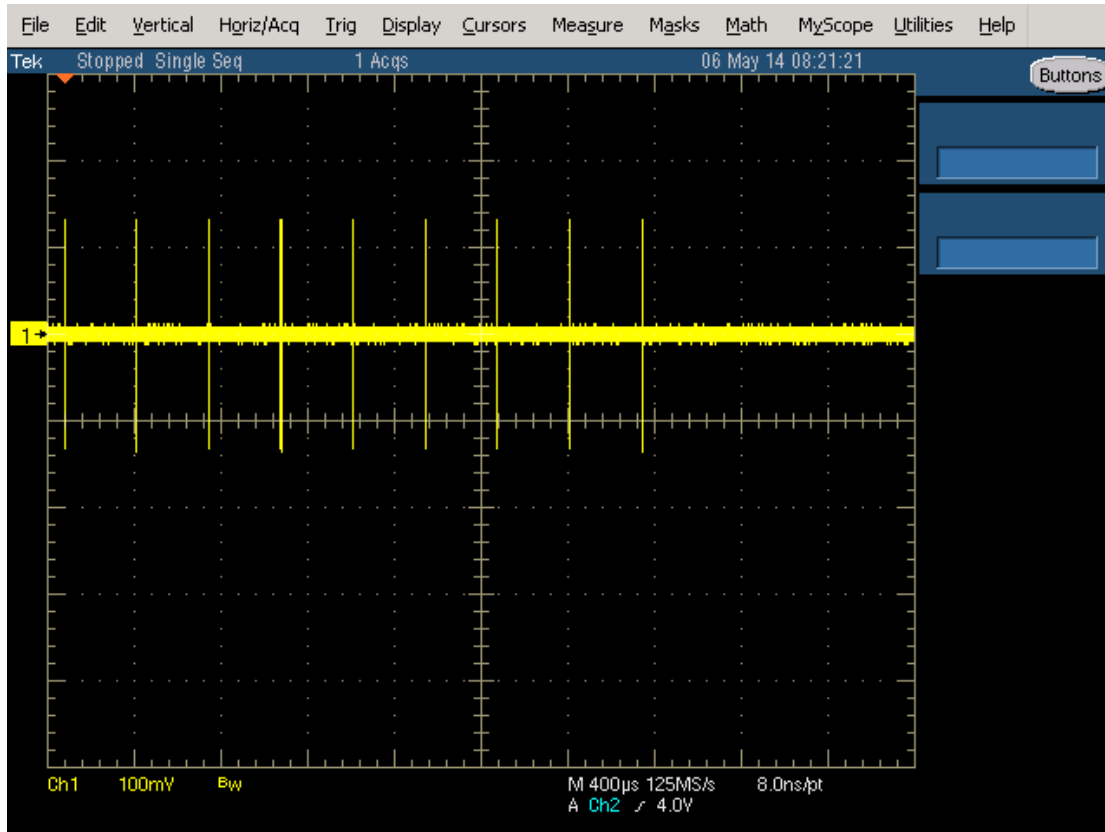 File Edit Vertical Horiz/Acq Trig Display Cursors Measure Masks Math MyScope Utilities Help
Tek Stopped Single Seq 1 Acqs 06 May 14 08:21:21
Buttons
1
Ch1 100mV Bw M 400µs 125MS/s 8.0ns/pt
A Ch2 / 4.0V